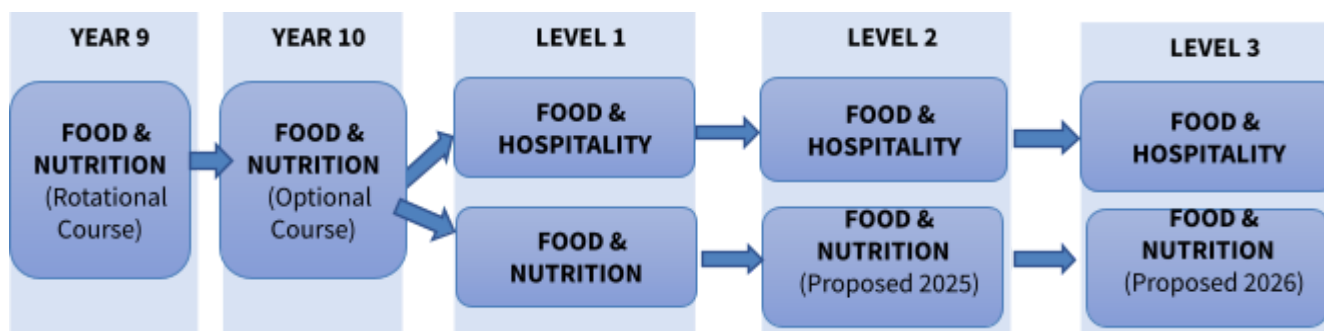 YEAR 9
FOOD &
NUTRITION
(Rotational
Course)
YEAR 10
FOOD &
NUTRITION
(Optional
Course)
LEVEL 1
FOOD &
HOSPITALITY
FOOD &
NUTRITION
LEVEL 2
FOOD &
HOSPITALITY
FOOD &
NUTRITION
(Proposed 2025)
LEVEL 3
FOOD &
HOSPITALITY
FOOD &
NUTRITION
(Proposed 2026)